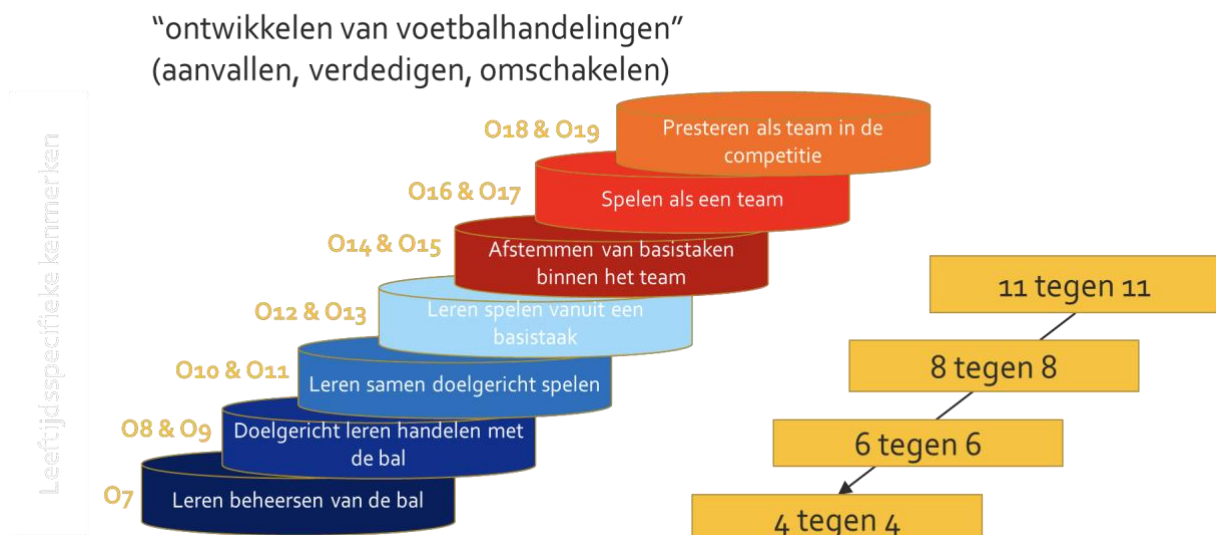 “ontwikkelen van voetbalhandelingen”
(aanvallen, verdedigen, omschakelen)
Leeftijdsspecifieke kenmerken
O18 & O19
Presteren als team in de
competitie
O16 & O17
Spelen als een team
O14 & O15
Afstemmen van basistaken
binnen het team
O12 & O13
Leren spelen vanuit een
basistaak
O10 & O11
Leren samen doelgericht spelen
O8 & O9
Doelgericht leren handelen met
de bal
O7
Leren beheersen van de bal
11 tegen 11
8 tegen 8
6 tegen 6
4 tegen 4